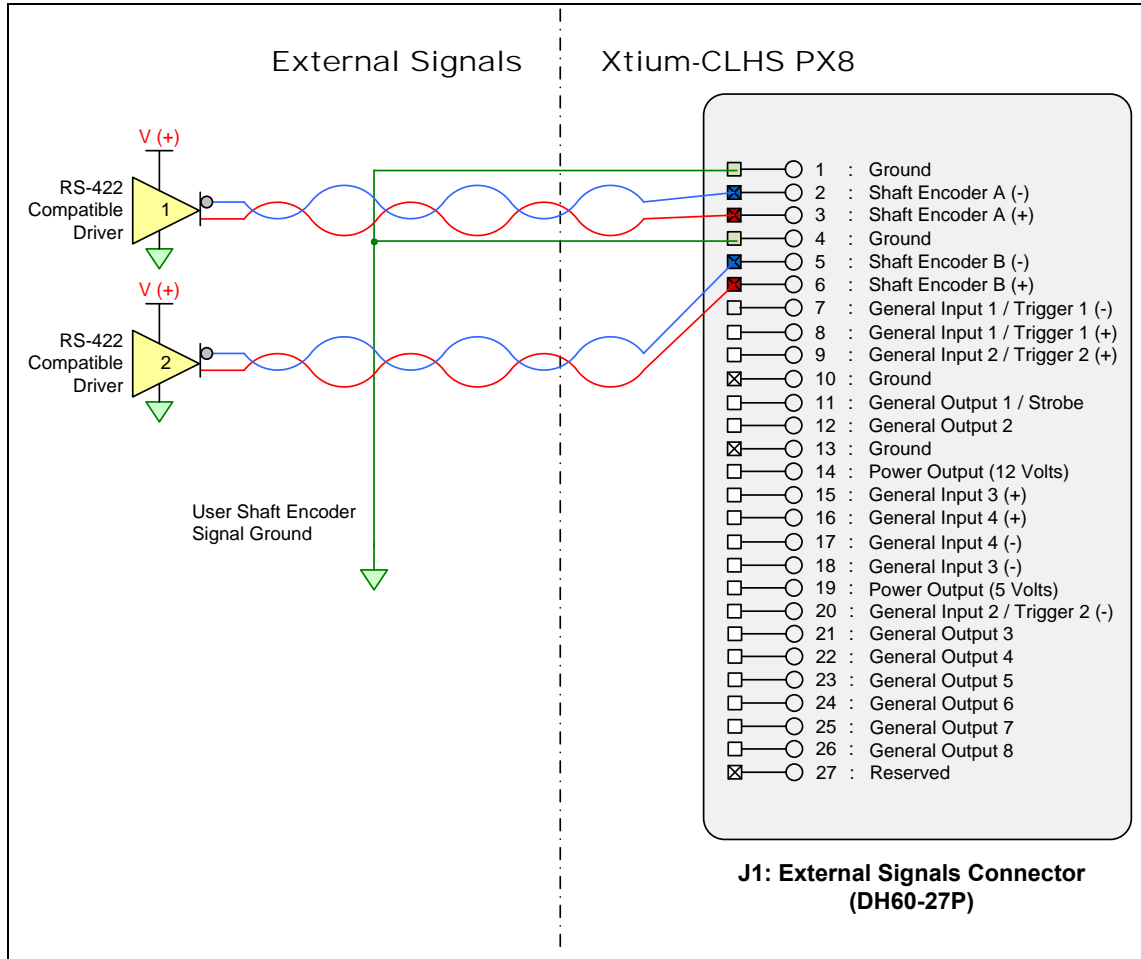 External Signals
Xtium-CLHS PX8
V (+)
RS-422
Compatible
Driver
1
V (+)
RS-422
Compatible
Driver
2
User Shaft Encoder
Signal Ground
1 : Ground
2 : Shaft Encoder A (-)
3 : Shaft Encoder A (+)
4 : Ground
5 : Shaft Encoder B (-)
6 : Shaft Encoder B (+)
7 : General Input 1 / Trigger 1 (-)
8 : General Input 1 / Trigger 1 (+)
9 : General Input 2 / Trigger 2 (+)
10 : Ground
11 : General Output 1 / Strobe
12 : General Output 2
13 : Ground
14 : Power Output (12 Volts)
15 : General Input 3 (+)
16 : General Input 4 (+)
17 : General Input 4 (-)
18 : General Input 3 (-)
19 : Power Output (5 Volts)
20 : General Input 2 / Trigger 2 (-)
21 : General Output 3
22 : General Output 4
23 : General Output 5
24 : General Output 6
25 : General Output 7
26 : General Output 8
27 : Reserved
J1: External Signals Connector
(DH60-27P)